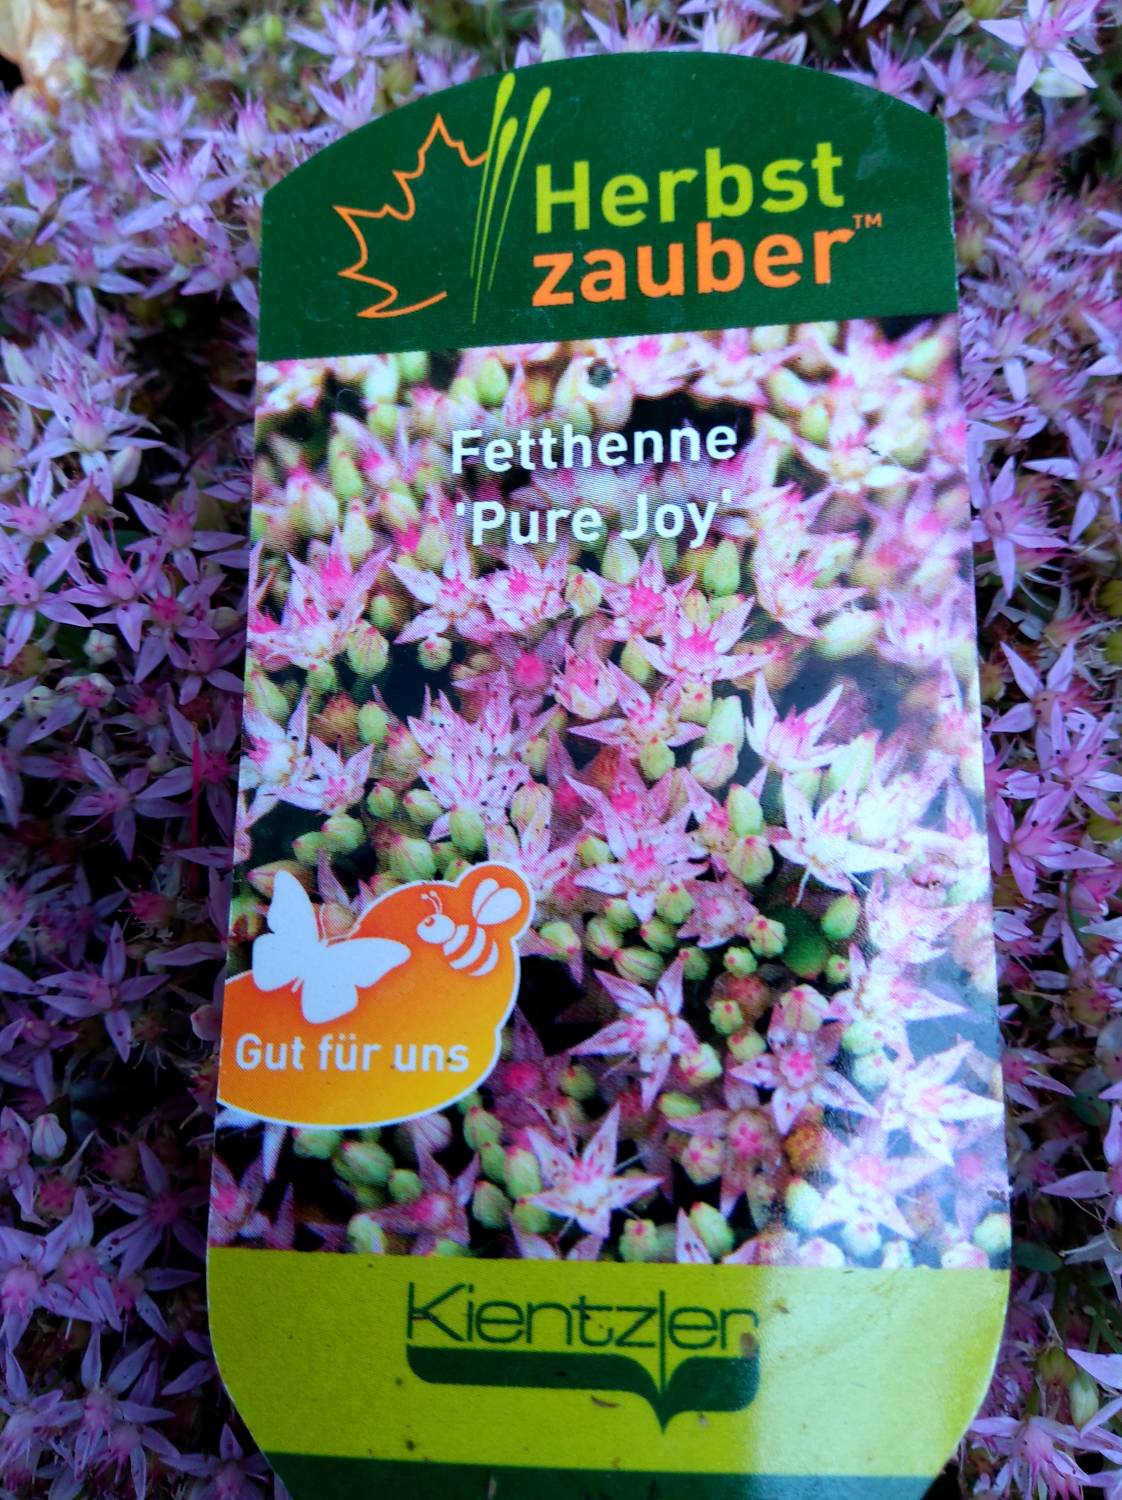 Herbst
zauber™
Fetthenne
'Pure Joy'
Gut für uns
Kientzler